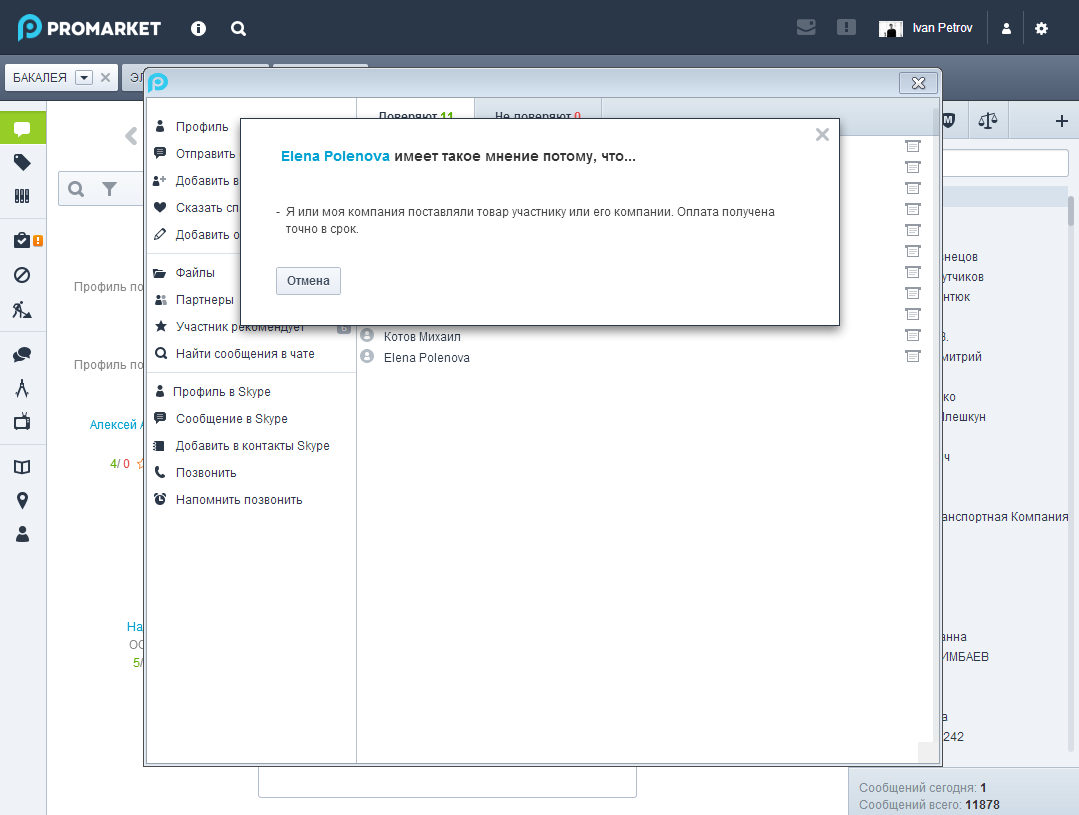 PROMARKET
Ivan Petrov
БАКАЛЕЯ
Доверяют 11
Не доверяют 0
Профиль
Отправить
Добавить в
Сказать сп
Добавить о
Файлы
Партнеры
Участник рекомендует 6
Найти сообщения в чате
Профиль в Skype
Сообщение в Skype
Добавить в контакты Skype
Позвонить
Напомнить позвонить
Elena Polenova имеет такое мнение потому, что...
- Я или моя компания поставляли товар участнику или его компании. Оплата получена
точно в срок.
Отмена
Котов Михаил
Elena Polenova
Профиль по
Профиль по
Алексей
4/ 0
На
ОС
5/
нецов
утчиков
нтюк
в.
митрий
ко
Плешкун
ч
анспортная Компания
анна
ИМБАЕВ
а
242
Сообщений сегодня: 1
Сообщений всего: 11878